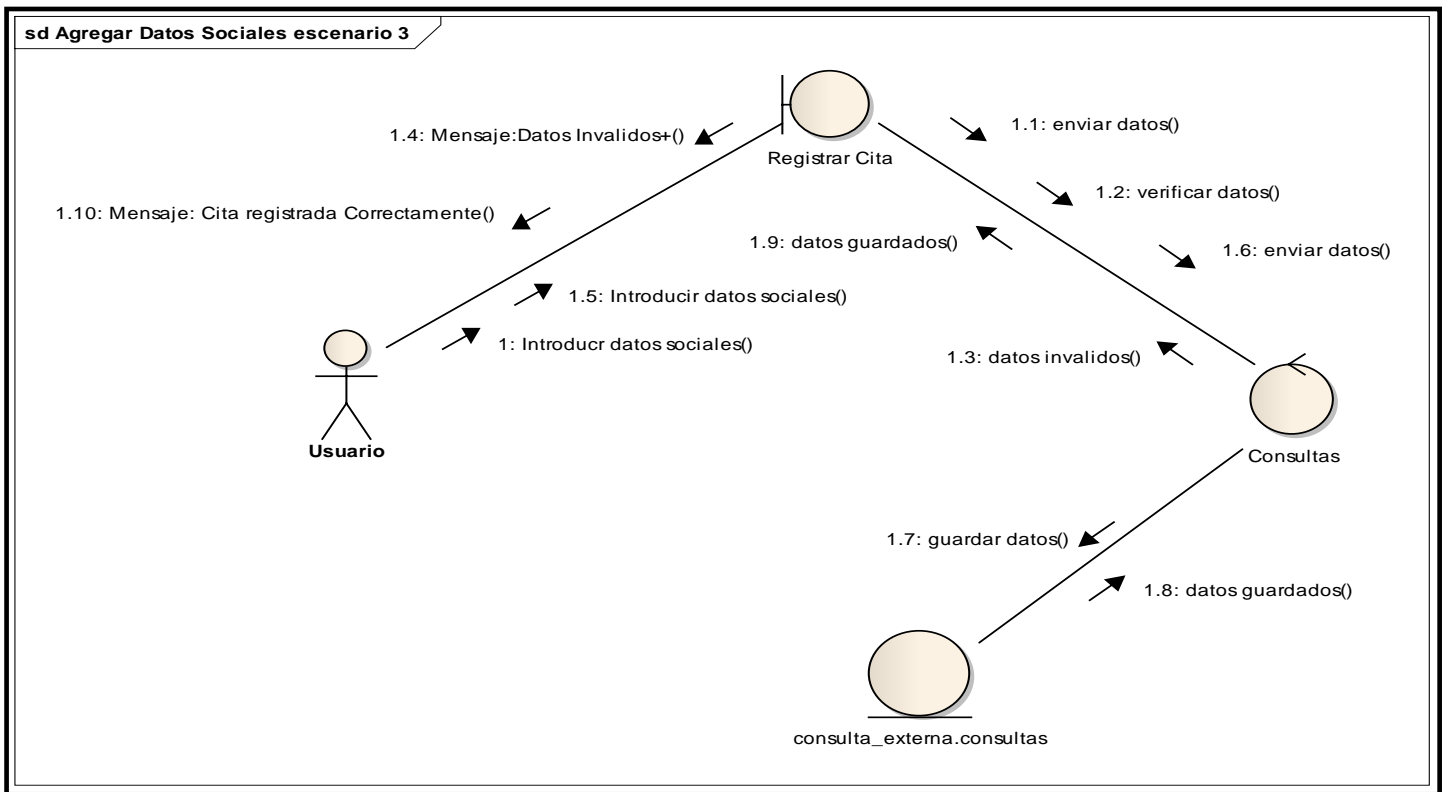 sd Agregar Datos Sociales escenario 3
1.4: Mensaje:Datos Invalidos+()
Registrar Cita
1.1: enviar datos()
1.2: verificar datos()
1.10: Mensaje: Cita registrada Correctamente()
1.9: datos guardados()
1.6: enviar datos()
1.5: Introducir datos sociales()
1: Introducr datos sociales()
1.3: datos invalidos()
Usuario
Consultas
1.7: guardar datos()
1.8: datos guardados()
consulta_externa.consultas